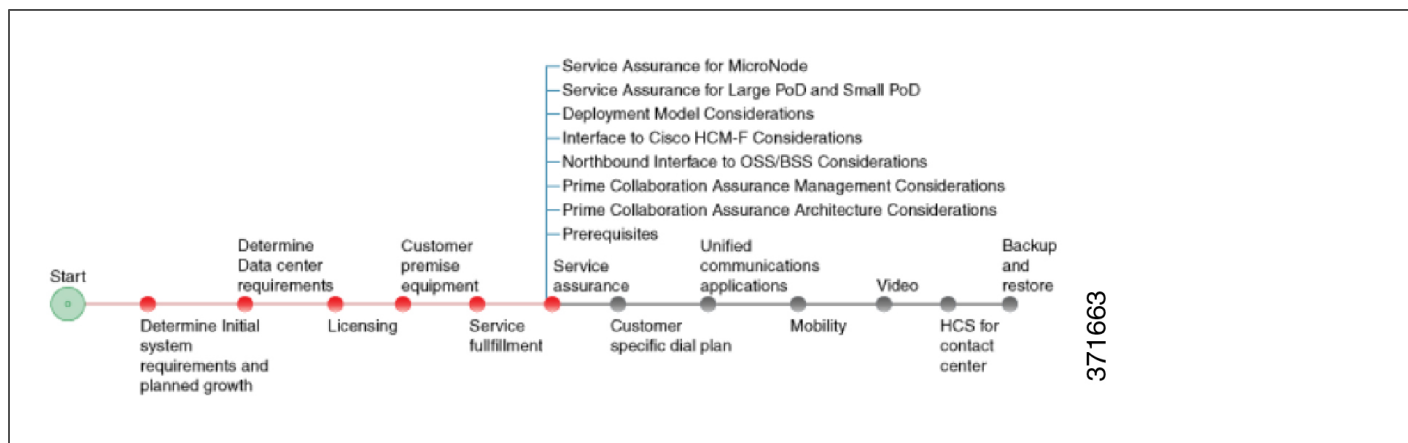 Service Assurance for MicroNode
Service Assurance for Large PoD and Small PoD
Deployment Model Considerations
Interface to Cisco HCM-F Considerations
Northbound Interface to OSS/BSS Considerations
Prime Collaboration Assurance Management Considerations
Prime Collaboration Assurance Architecture Considerations
Prerequisites
Start
Determine Initial
system
requirements and
planned growth
Determine
Data center
requirements
Licensing
Customer
premise
equipment
Service
fullfillment
Service
assurance
Customer
specific dial plan
Unified
communications
applications
Mobility
Video
HCS for
contact
center
Backup
and
restore
371663